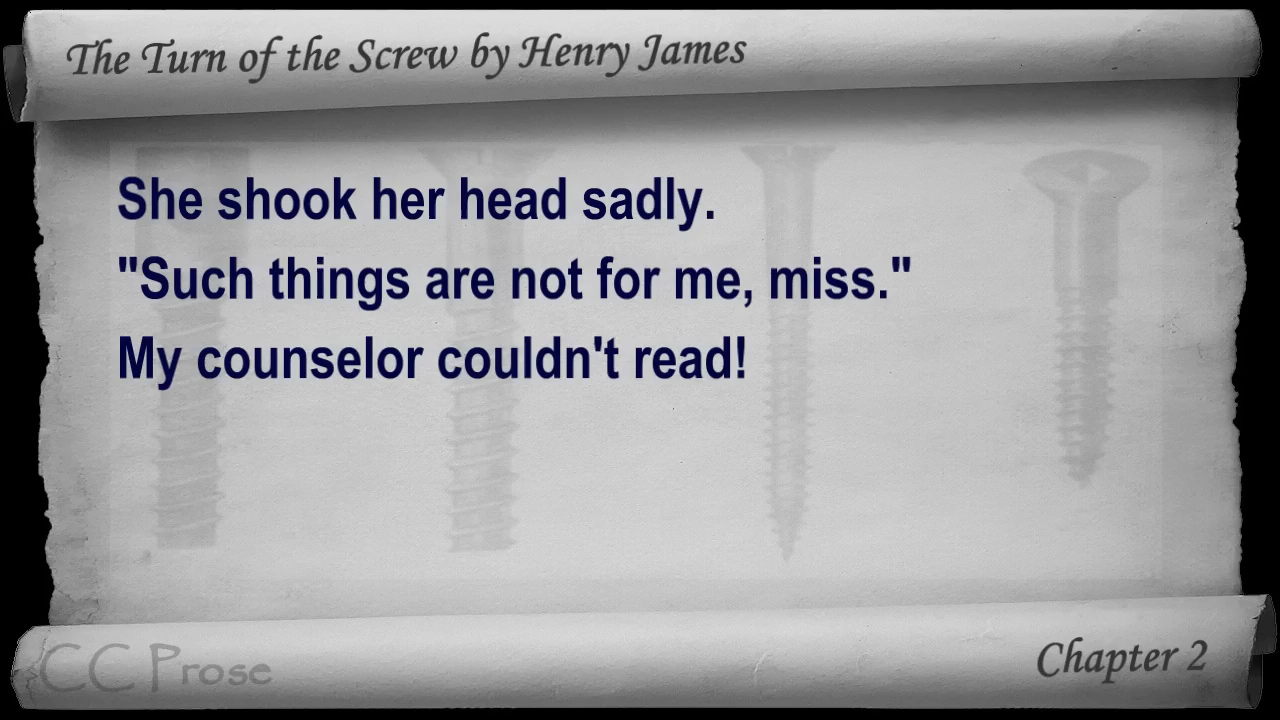 The Turn of the Screw by Henry James
She shook her head sadly.
"Such things are not for me, miss."
My counselor couldn't read!
CC Prose
Chapter 2